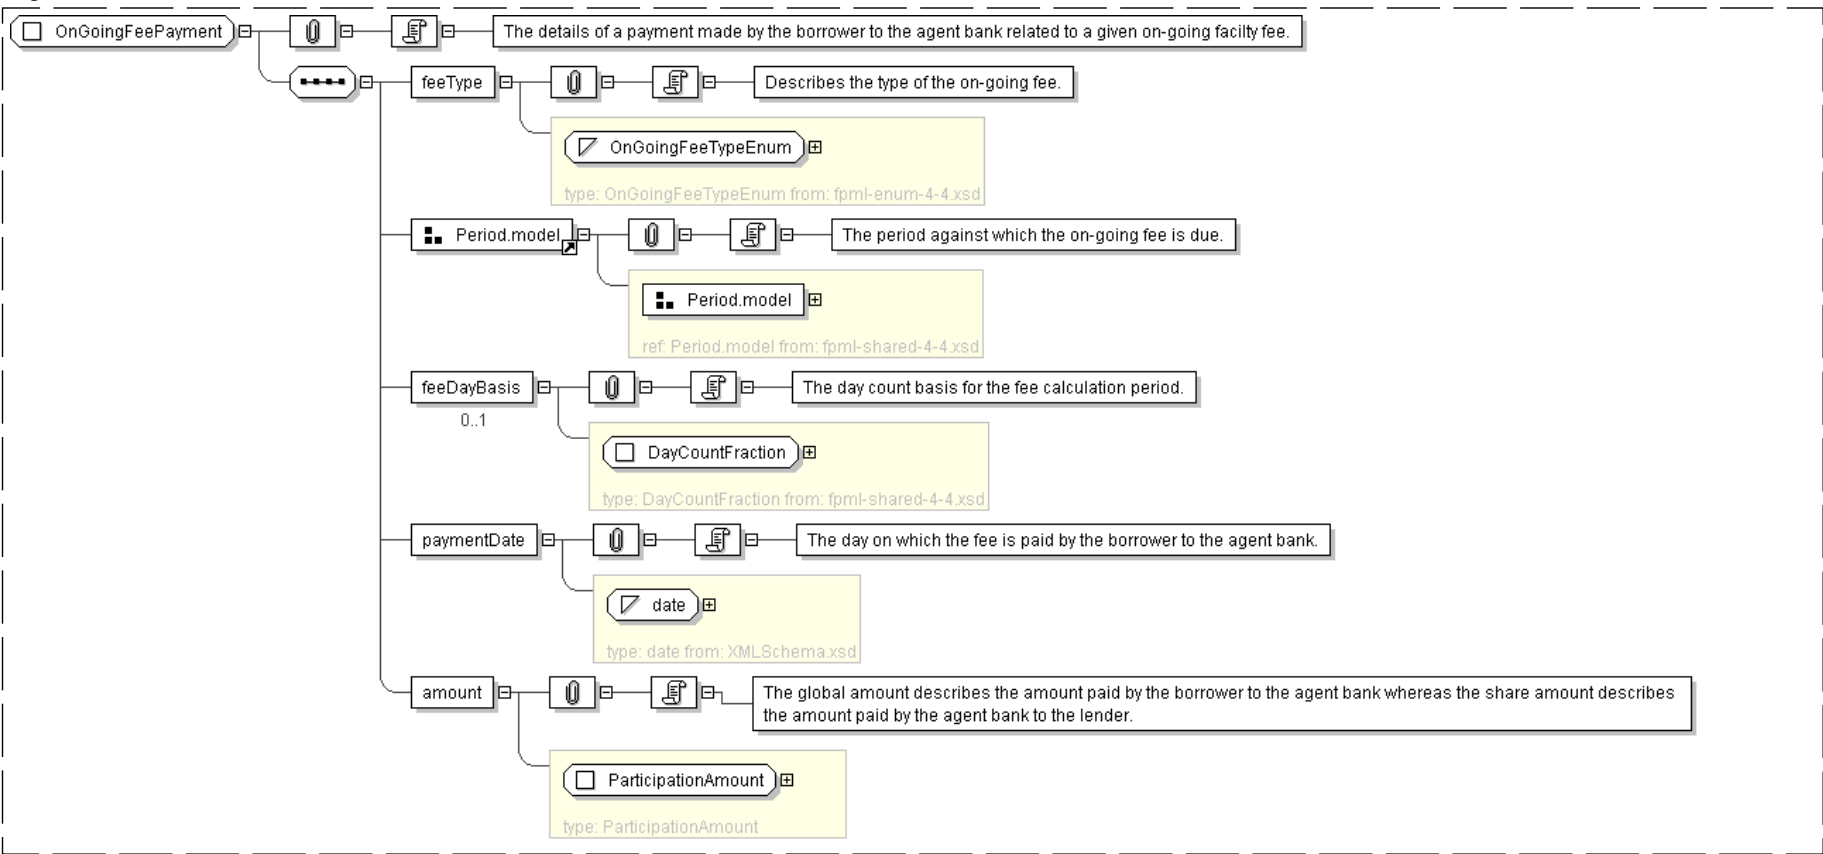 OnGoingFeePayment
The details of a payment made by the borrower to the agent bank related to a given on-going facilty fee.
feeType
Describes the type of the on-going fee.
OnGoingFeeTypeEnum
type: OnGoingFeeTypeEnum from: fpml-enum-4-4.xsd
Period.model
The period against which the on-going fee is due.
Period.model
ref: Period.model from: fpml-shared-4-4.xsd
feeDayBasis
The day count basis for the fee calculation period.
0..1
DayCountFraction
type: DayCountFraction from: fpml-shared-4-4.xsd
paymentDate
The day on which the fee is paid by the borrower to the agent bank.
date
type: date from: XMLSchema.xsd
amount
The global amount describes the amount paid by the borrower to the agent bank whereas the share amount describes
the amount paid by the agent bank to the lender.
ParticipationAmount
type: ParticipationAmount